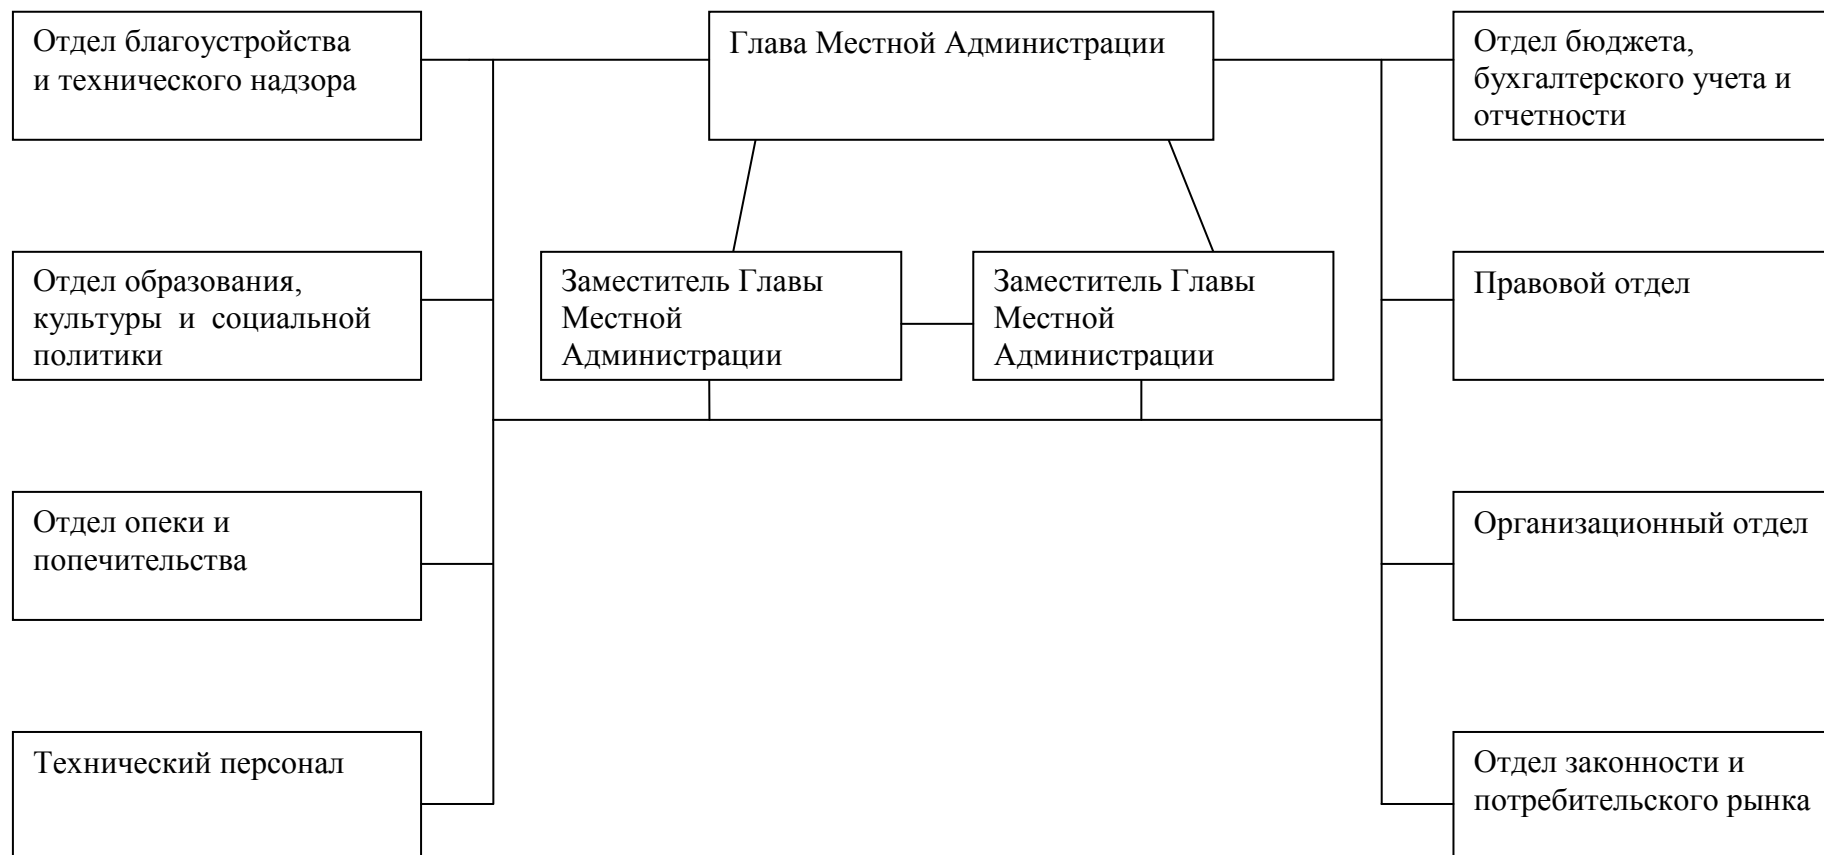 Отдел благоустройства
и технического надзора
Глава Местной Администрации
Отдел бюджета,
бухгалтерского учета и
отчетности
Отдел образования,
культуры и социальной
политики
Заместитель Главы
Местной
Администрации
Заместитель Главы
Местной
Администрации
Правовой отдел
Отдел опеки и
попечительства
Организационный отдел
Технический персонал
Отдел законности и
потребительского рынка